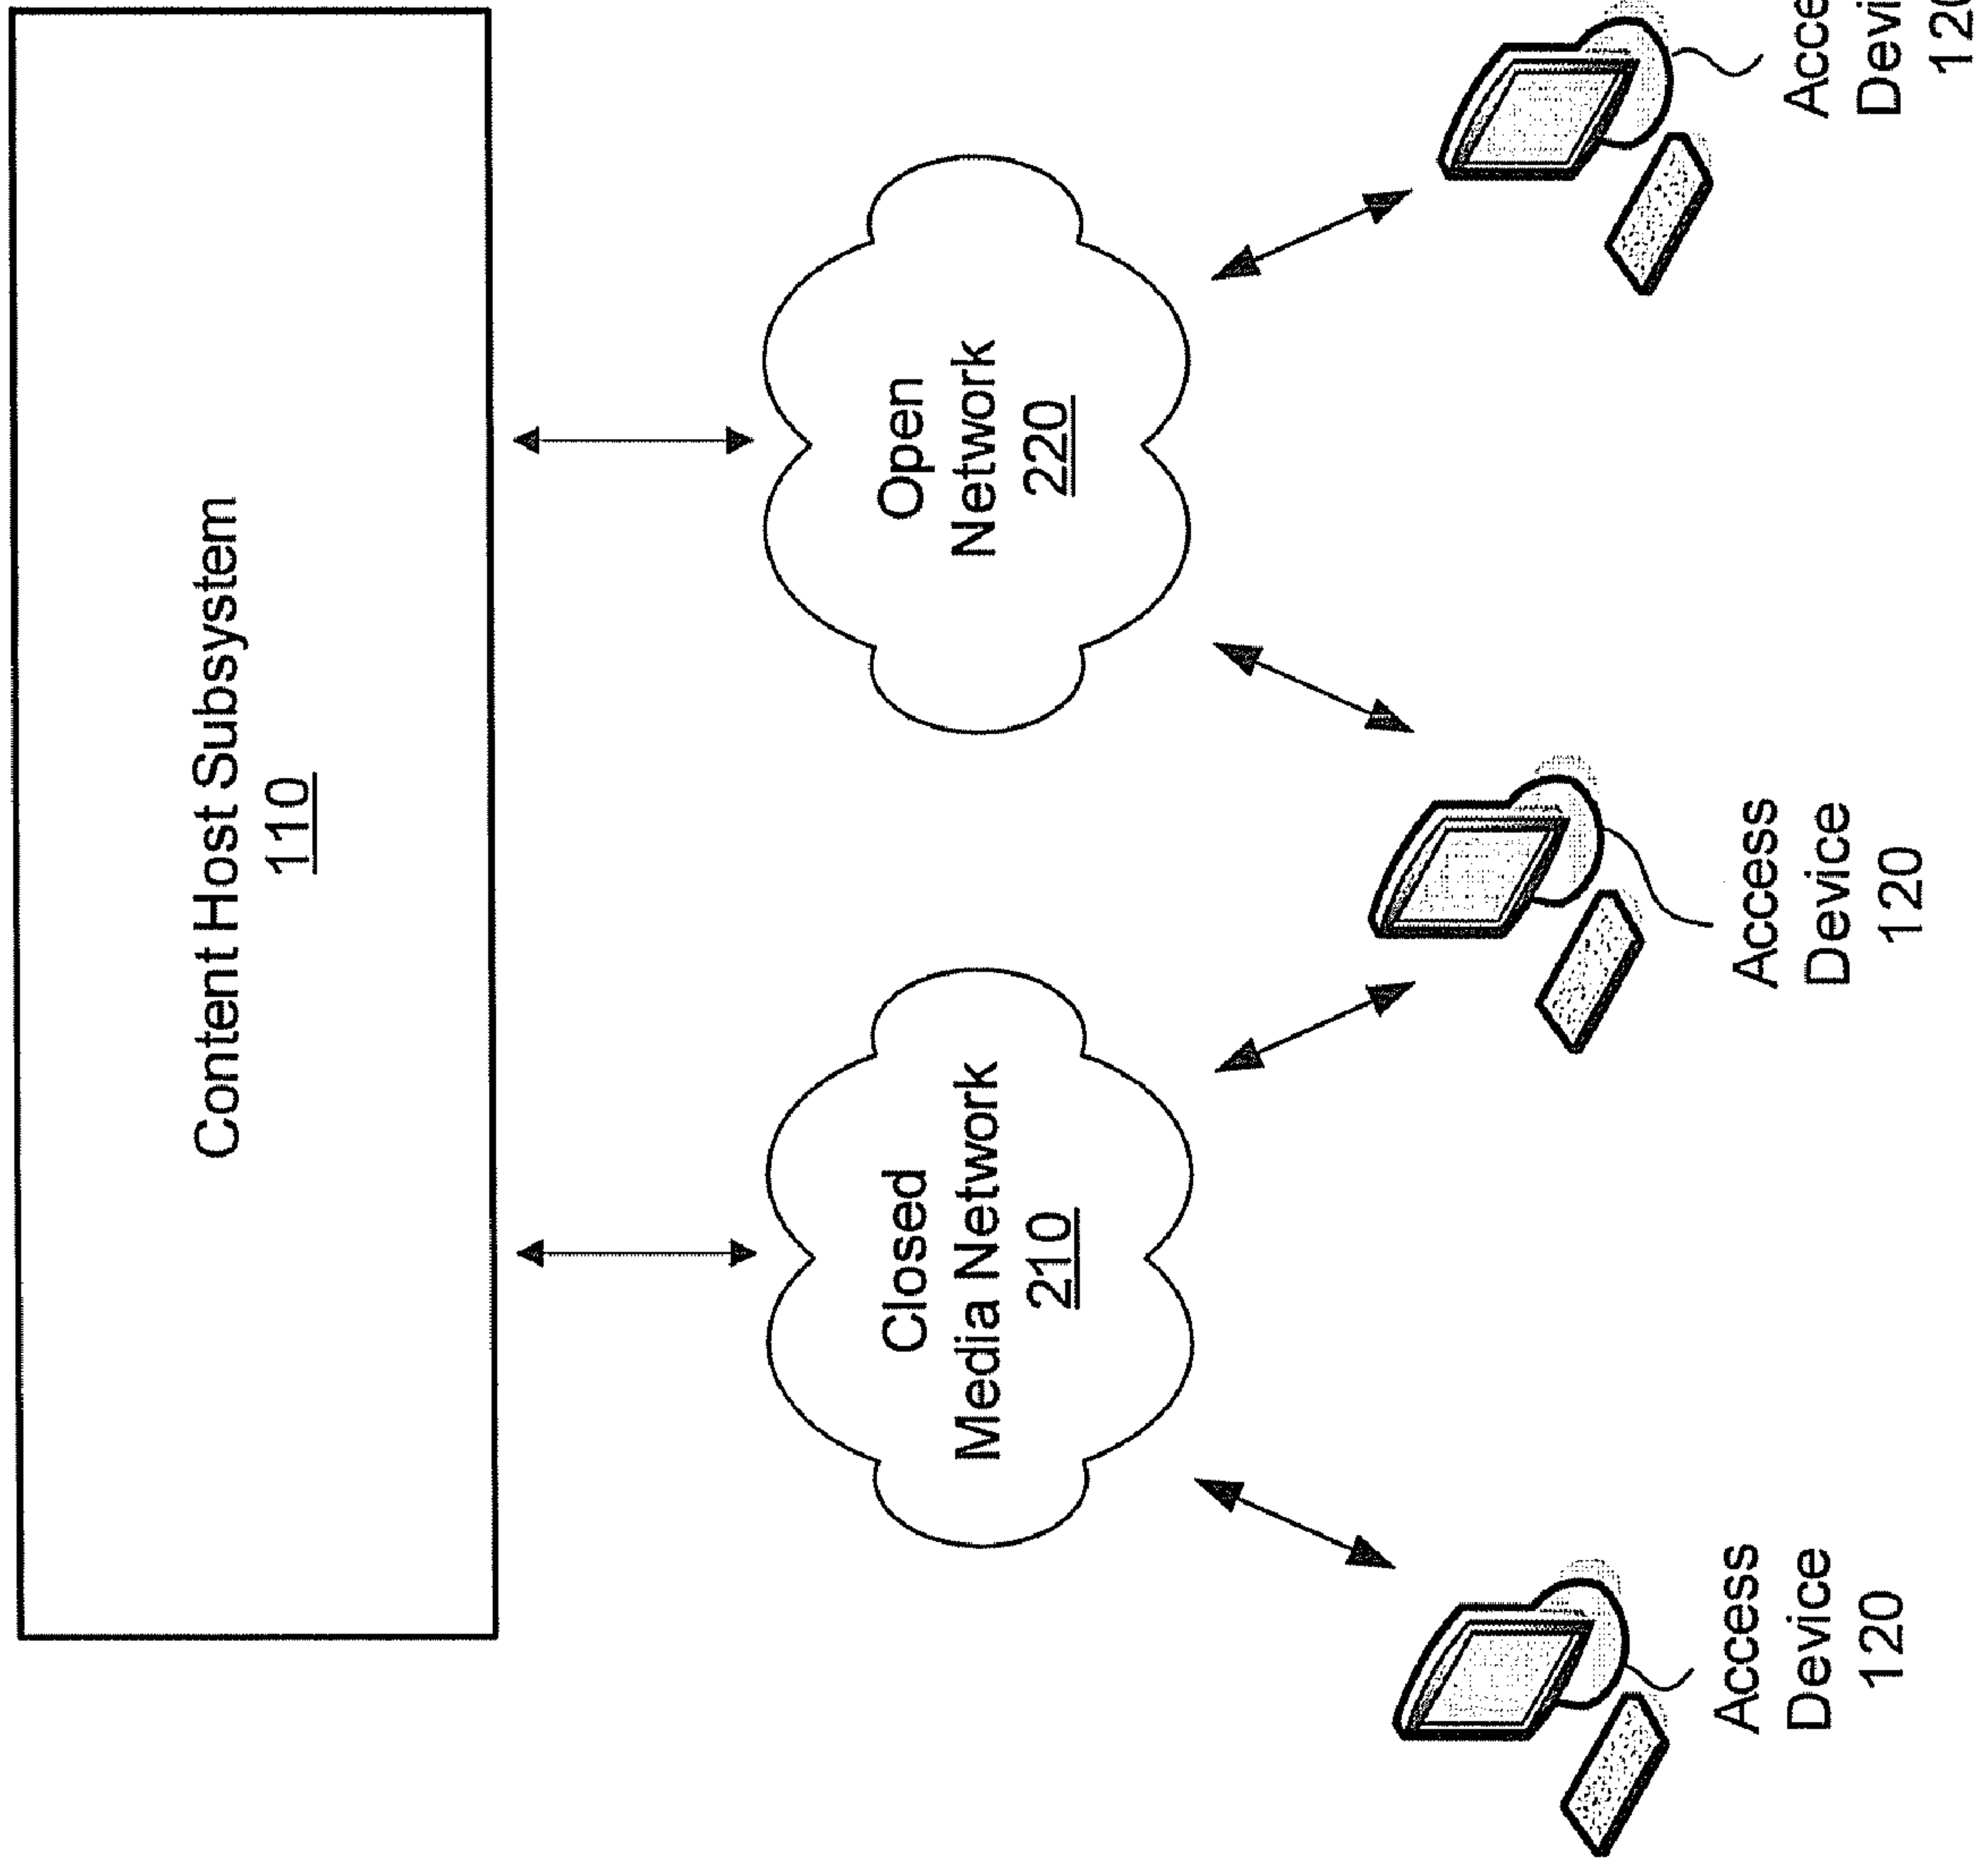 Content Host Subsystem
110
Closed
Media Network
210
Open
Network
220
Access
Device
120
Access
Device
120